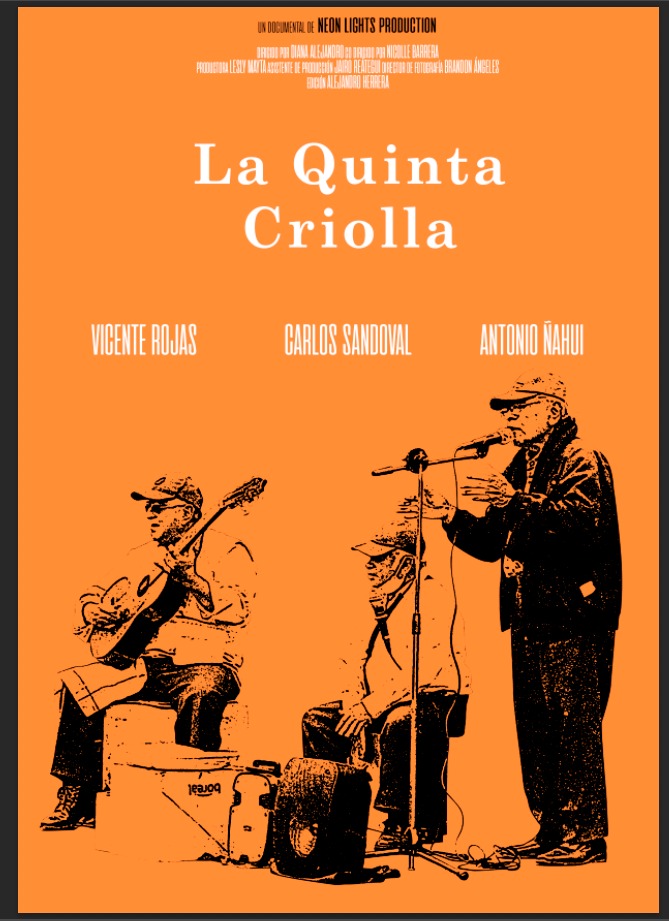 UN DOCUMENTAL DE NEON LIGHTS PRODUCTION
DIRIGIDO POR DIANA ALEJANDRO CO DIRIGIDO POR NICOLLE BARRERA
PRODUCTORA LESLY MAYTA ASISTENTE DE PRODUCCIÓN JAIRO REATEGUI DIRECTOR DE FOTOGRAFÍA BRANDON ÁNGELES
EDICIÓN ALEJANDRO HERRERA
La Quinta
Criolla
VICENTE ROJAS CARLOS SANDOVAL ANTONIO ÑAHUI
boreal